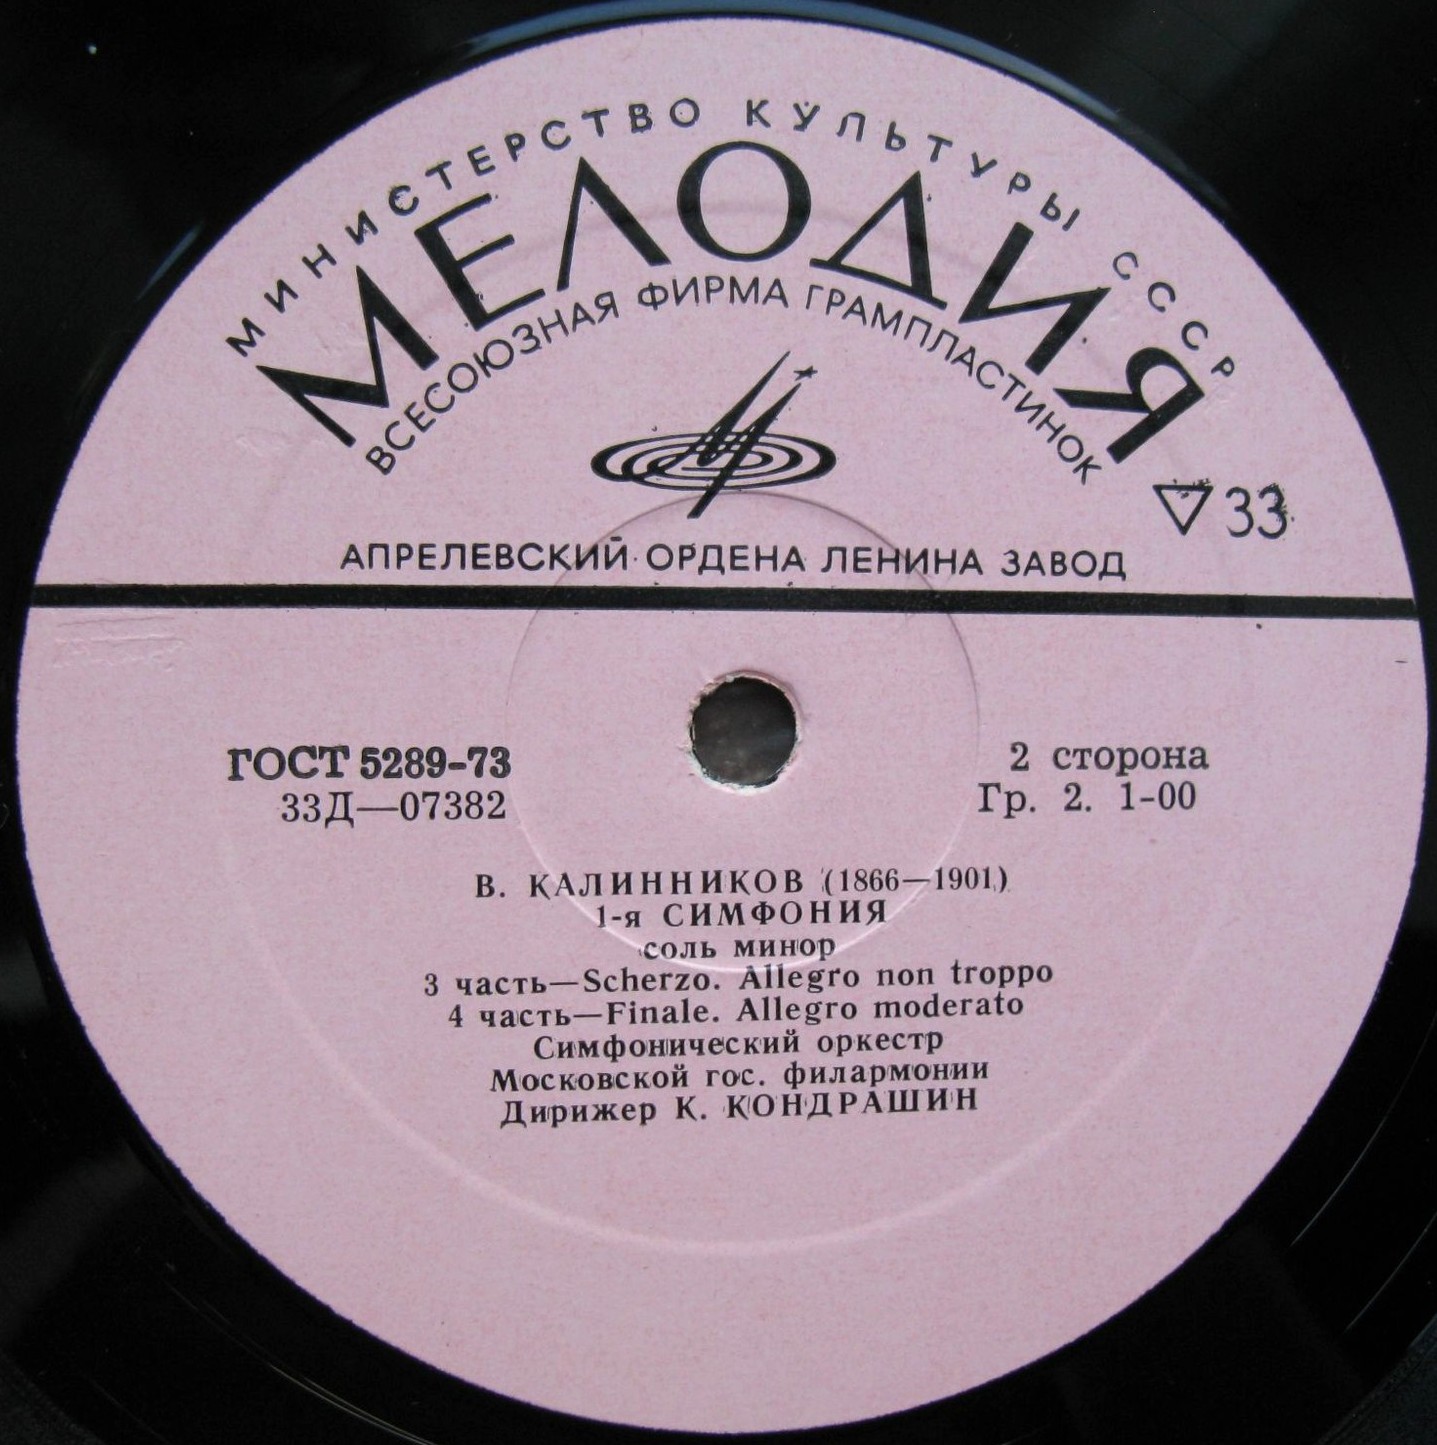 МИНИСТЕРСТВО КУЛЬТУРЫ СССР
МЕЛОДИЯ
ВСЕСОЮЗНАЯ ФИРМА ГРАМПЛАСТИНОК
33
АПРЕЛЕВСКИЙ ОРДЕНА ЛЕНИНА ЗАВОД
ГОСТ 5289-73
33Д—07382
2 сторона
Гр. 2. 1-00
В. КАЛИННИКОВ (1866—1901)
1-я СИМФОНИЯ
соль минор
3 часть—Scherzo. Allegro non troppo
4 часть—Finale. Allegro moderato
Симфонический оркестр
Московской гос. филармонии
Дирижер К. КОНДРАШИН